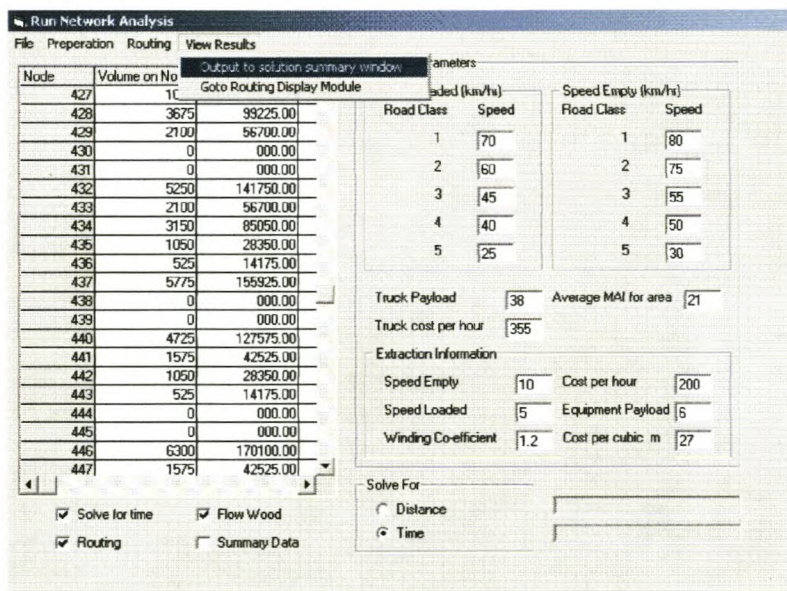 Run Network Analysis
File Preperation Routing View Results
Output to solution summary window
Goto Routing Display Module
Node Volume on No
427
428 3675 99225.00
429 2100 56700.00
430 0 000.00
431 0 000.00
432 5250 141750.00
433 2100 56700.00
434 3150 85050.00
435 1050 28350.00
436 525 14175.00
437 5775 155925.00
438 0 000.00
439 0 000.00
440 4725 127575.00
441 1575 42525.00
442 1050 28350.00
443 525 14175.00
444 0 000.00
445 0 000.00
446 6300 170100.00
447 1575 42525.00
Solve for time Flow Wood
Routing Summary Data
(km/hr)
Road Class Speed
1 70
2 60
3 45
4 40
5 25
Speed Empty (km/hr)
Road Class Speed
1 80
2 75
3 55
4 50
5 30
Truck Payload 38 Average MAI for area 21
Truck cost per hour 355
Extraction Information
Speed Empty 10 Cost per hour 200
Speed Loaded 5 Equipment Payload 6
Winding Co-efficient 1.2 Cost per cubic m 27
Solve For
Distance
Time